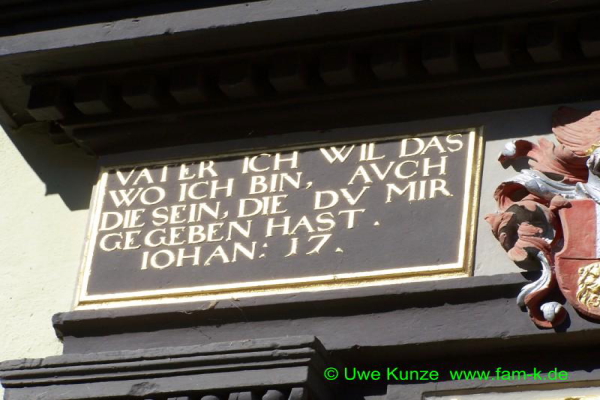 VATER ICH WIL DAS
WO ICH BIN, AVCH
DIE SEIN, DIE DV MIR
GEGEBEN HAST.
IOHAN: 17.
© Uwe Kunze www.fam-k.de